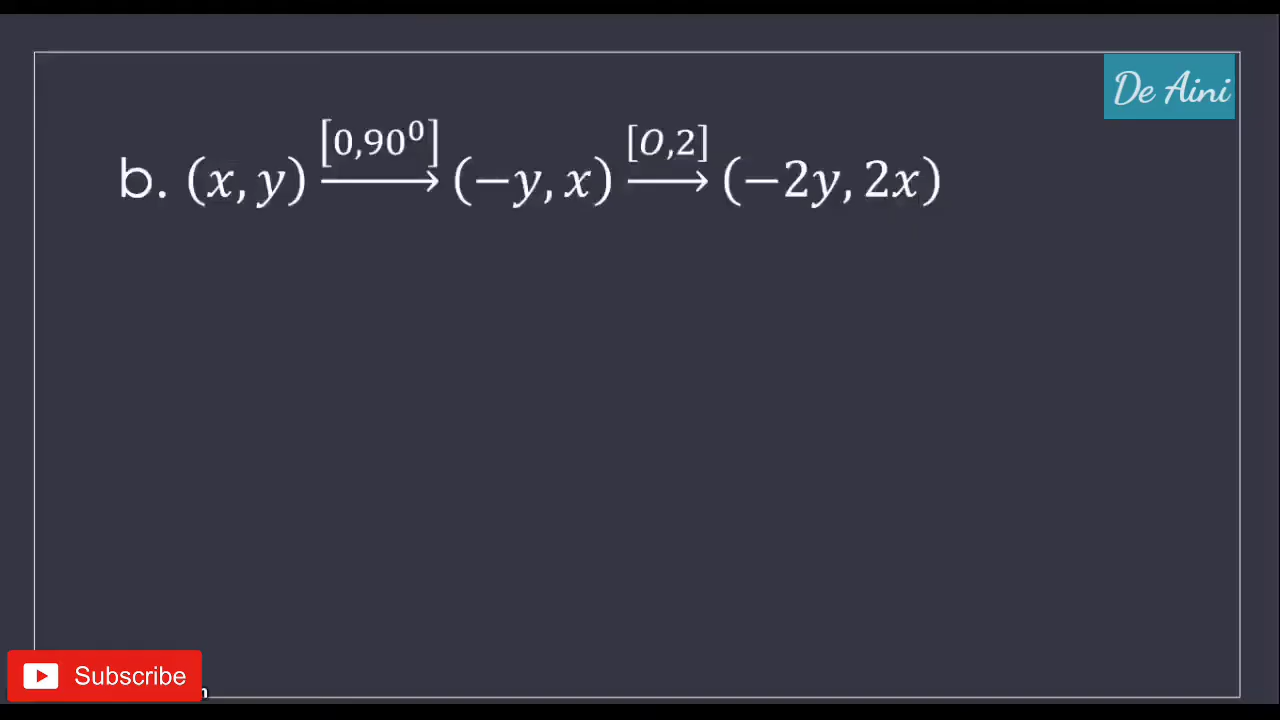 De Aini
b. (x, y) [0,90⁰]→ (−y, x) [O,2]→ (−2y, 2x)
Subscribe
n